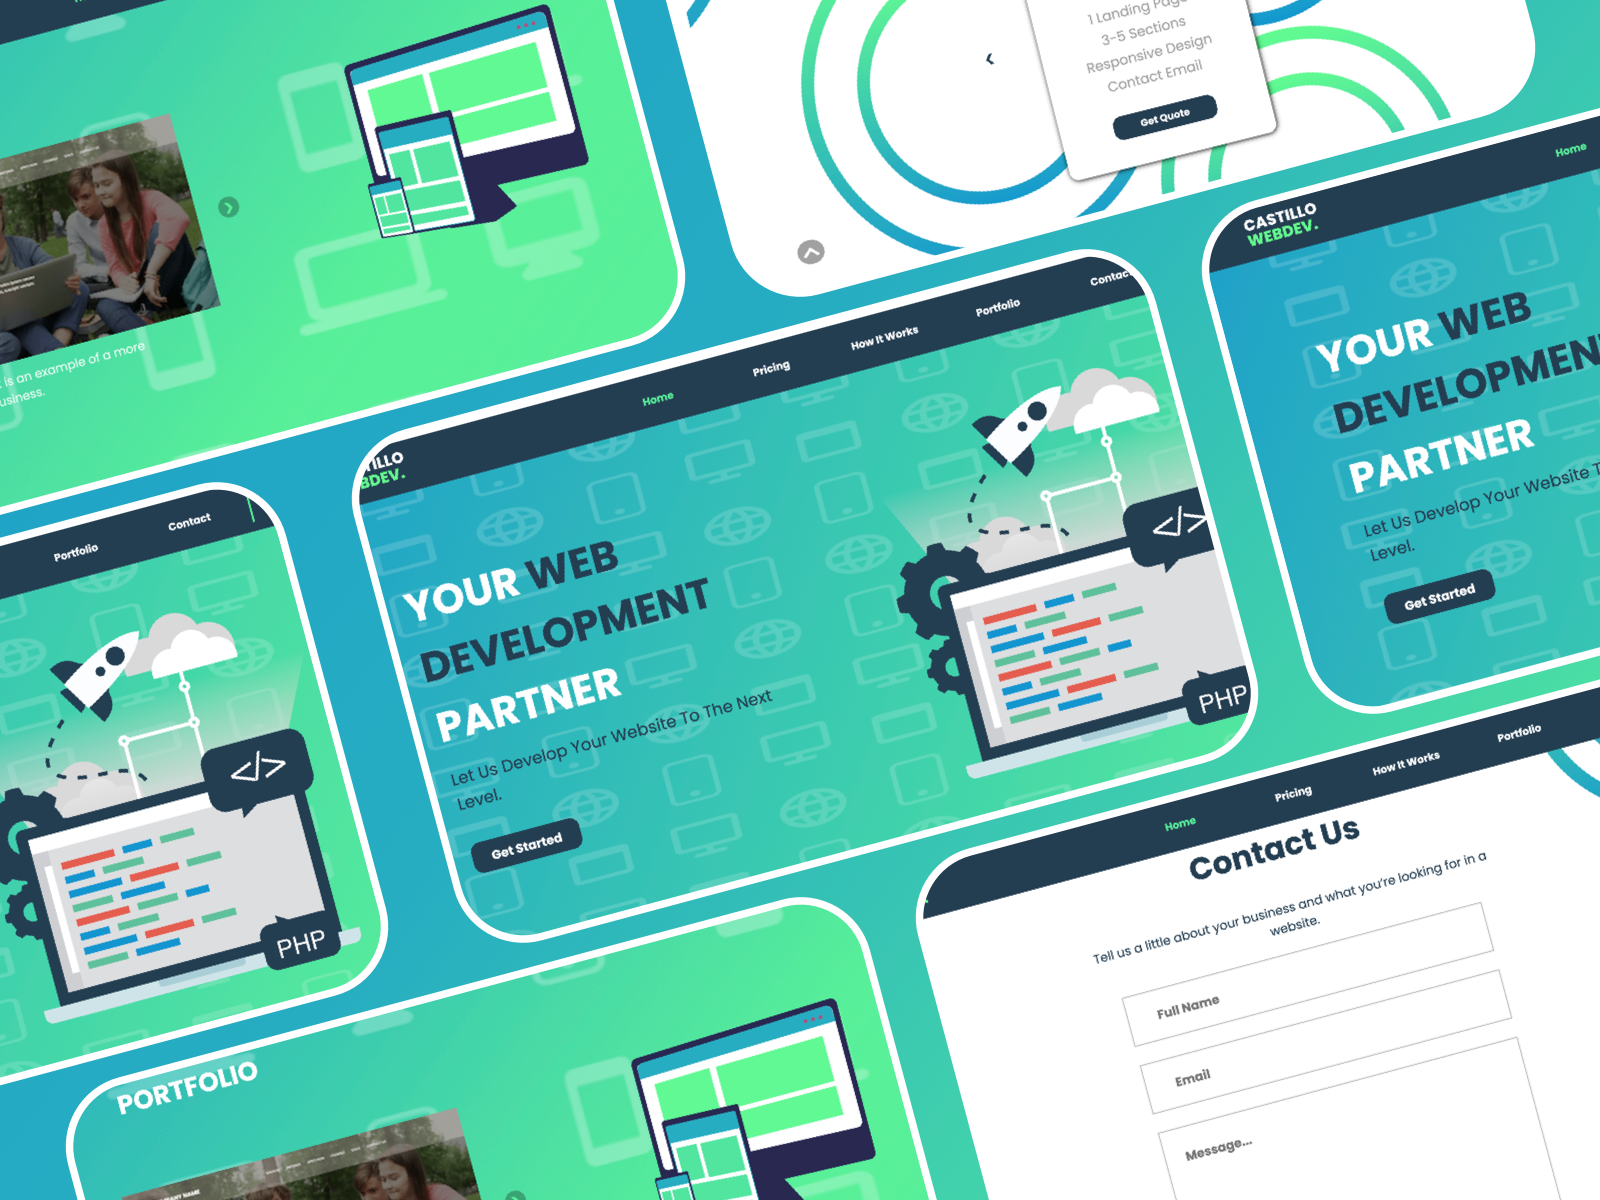 t is an example of a more
usiness.
1 Landing Page
3-5 Sections
Responsive Design
Contact Email
Get Quote
Home
CASTILLO
WEBDEV.
YOUR WEB
DEVELOPMEN
PARTNER
Let Us Develop Your Website T
Level.
Get Started
TILLO
BDEV.
Home
Pricing
How It Works
Portfolio
Contac
YOUR WEB
DEVELOPMENT
PARTNER
Let Us Develop Your Website To The Next
Level.
Get Started
</>
PHP
Portfolio
Contact
</>
PHP
PORTFOLIO
Home
Pricing
How It Works
Portfolio
Contact Us
Tell us a little about your business and what you're looking for in a
website.
Full Name
Email
Message...